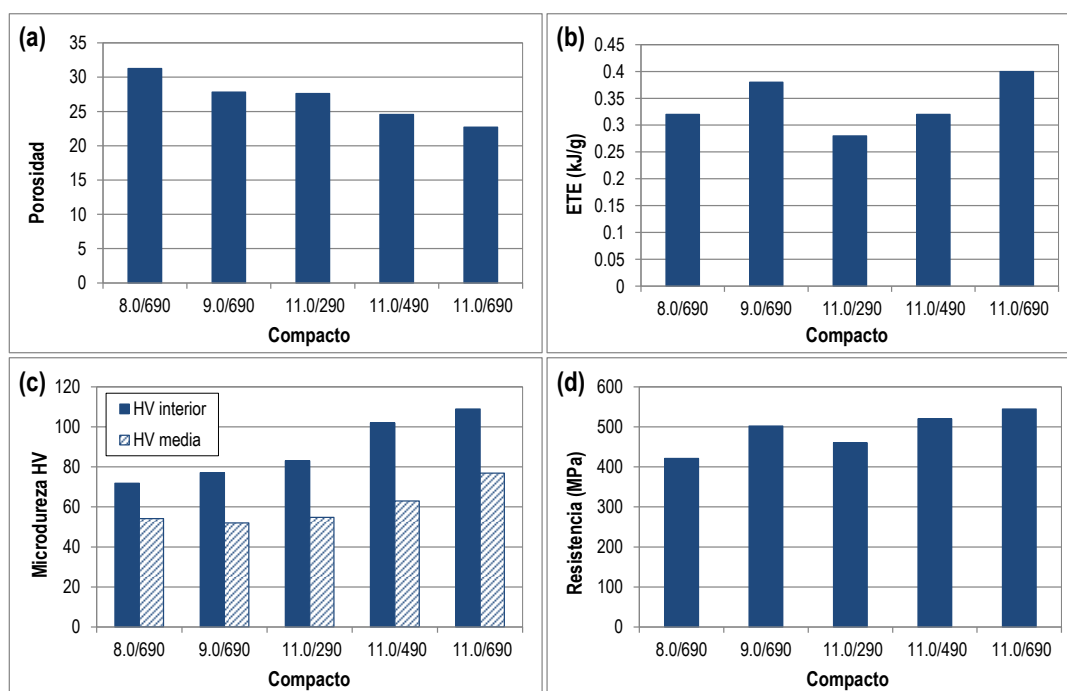 (a)
Porosidad
35
30
25
20
15
10
5
0
8.0/690 9.0/690 11.0/290 11.0/490 11.0/690
Compacto
(b)
ETE (kJ/g)
0.45
0.4
0.35
0.3
0.25
0.2
0.15
0.1
0.05
0
8.0/690 9.0/690 11.0/290 11.0/490 11.0/690
Compacto
(c)
Microdureza HV
120
100
80
60
40
20
0
HV interior
HV media
8.0/690 9.0/690 11.0/290 11.0/490 11.0/690
Compacto
(d)
Resistencia (MPa)
600
500
400
300
200
100
0
8.0/690 9.0/690 11.0/290 11.0/490 11.0/690
Compacto